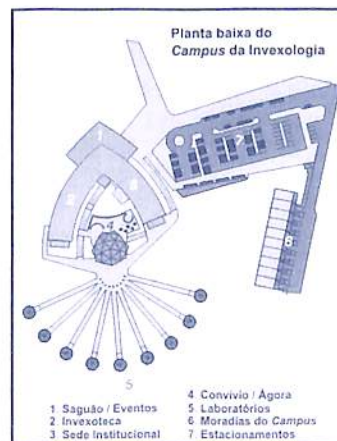 Planta baixa do
Campus da Invexologia
1
2
3
4
7
6
5
1 Saguão / Eventos
2 Invexoteca
3 Sede Institucional
4 Convívio / Ágora
5 Laboratórios
6 Moradias do Campus
7 Estacionamentos